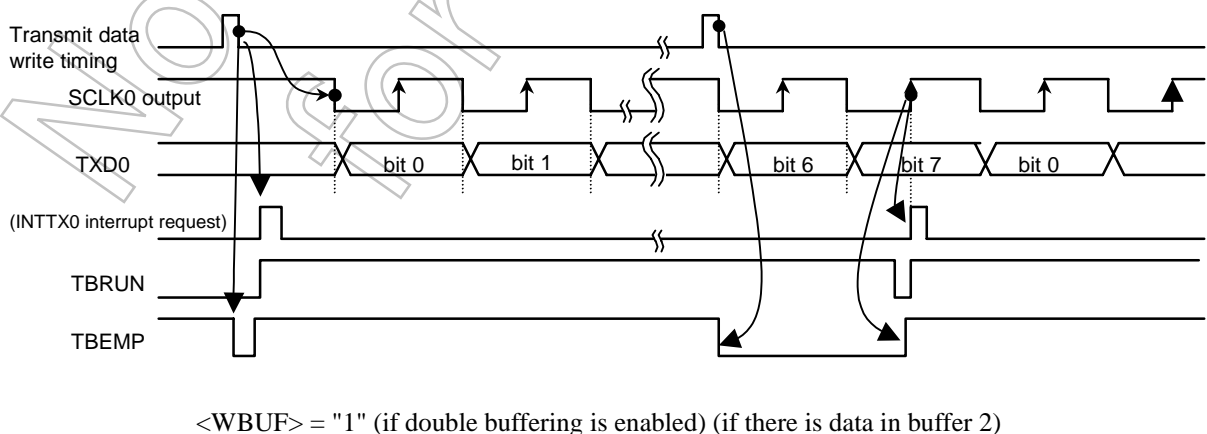 Transmit data
write timing
SCLK0 output
TXD0
bit 0
bit 1
bit 6
bit 7
bit 0
(INTTX0 interrupt request)
TBRUN
TBEMP
<WBUF> = "1" (if double buffering is enabled) (if there is data in buffer 2)